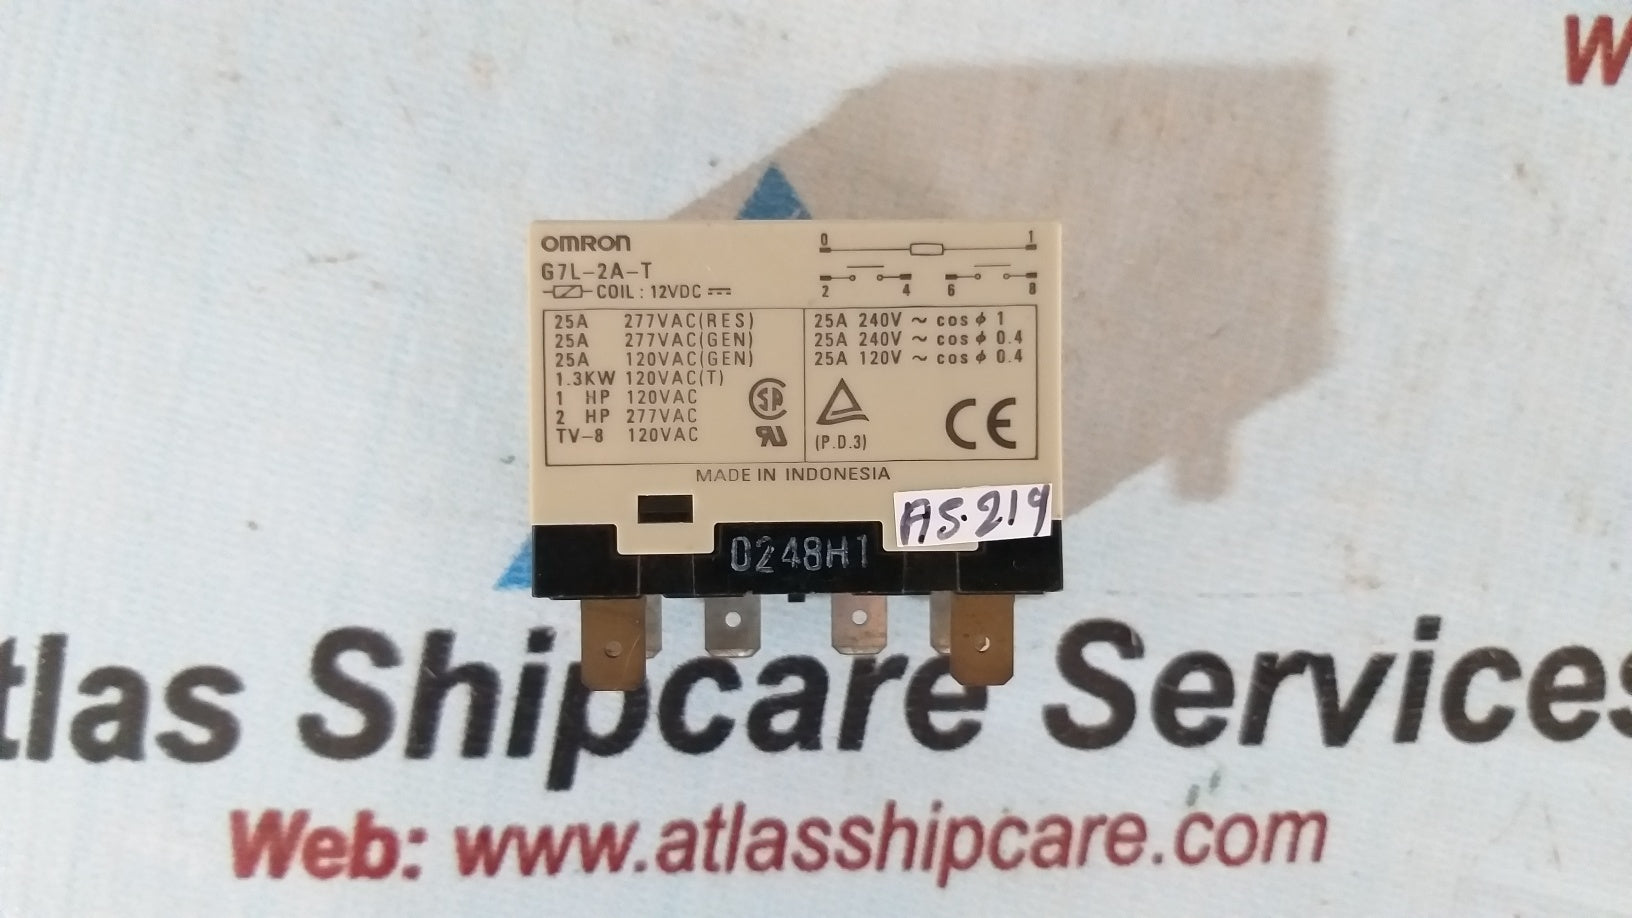 W
OMRON
G7L-2A-T
COIL : 12VDC
0 1
2 4 6 8
25A 277VAC(RES)
25A 277VAC(GEN)
25A 120VAC(GEN)
1.3KW 120VAC(T)
1 HP 120VAC
2 HP 277VAC
TV-8 120VAC
25A 240V ~ cos ϕ 1
25A 240V ~ cos ϕ 0.4
25A 120V ~ cos ϕ 0.4
(P.D.3)
CE
MADE IN INDONESIA
AS.219
0248H1
tlas Shipcare Services
Web: www.atlasshipcare.com